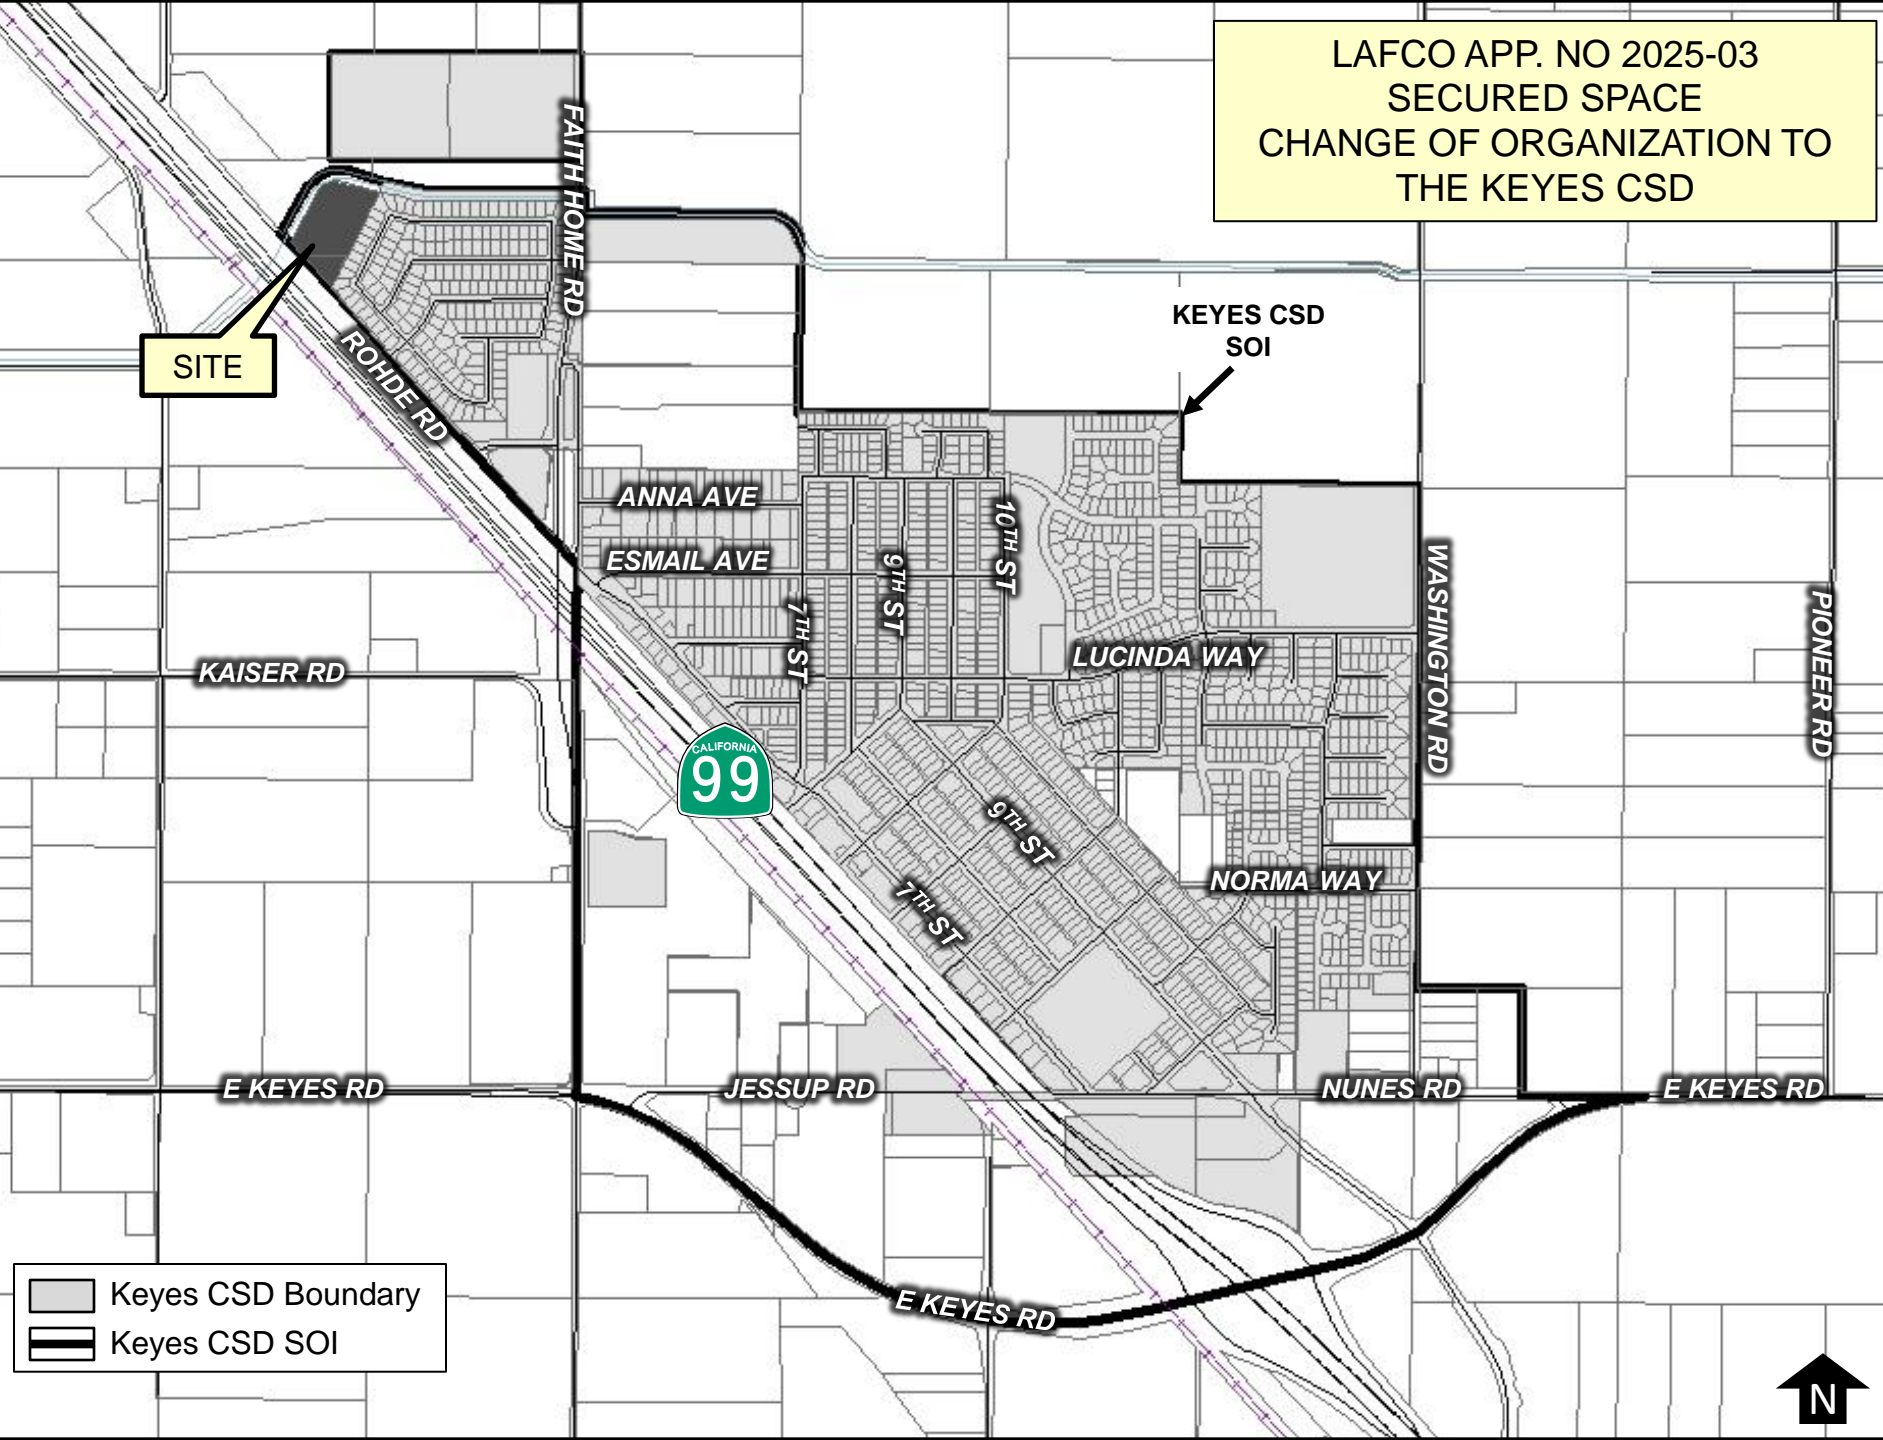 LAFCO APP. NO 2025-03
SECURED SPACE
CHANGE OF ORGANIZATION TO
THE KEYES CSD
FAITH HOME RD
KEYES CSD
SOI
SITE
ROHDE RD
ANNA AVE
ESMAIL AVE
10TH ST
9TH ST
7TH ST
WASHINGTON RD
PIONEER RD
LUCINDA WAY
KAISER RD
CALIFORNIA
99
9TH ST
7TH ST
NORMA WAY
E KEYES RD
JESSUP RD
NUNES RD
E KEYES RD
E KEYES RD
Keyes CSD Boundary
Keyes CSD SOI
N